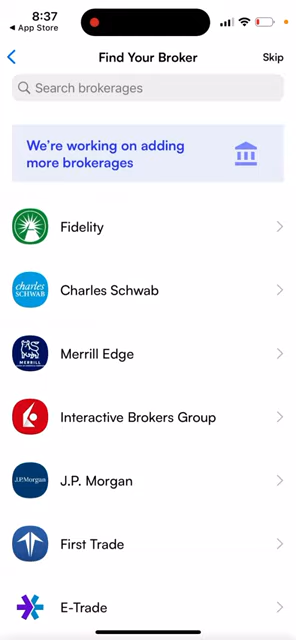 8:37
◀ App Store
Find Your Broker
Skip
Search brokerages
We're working on adding
more brokerages
Fidelity
charles
SCHWAB
Charles Schwab
MERRILL
Merrill Edge
Interactive Brokers Group
J.P.Morgan
J.P. Morgan
First Trade
E-Trade